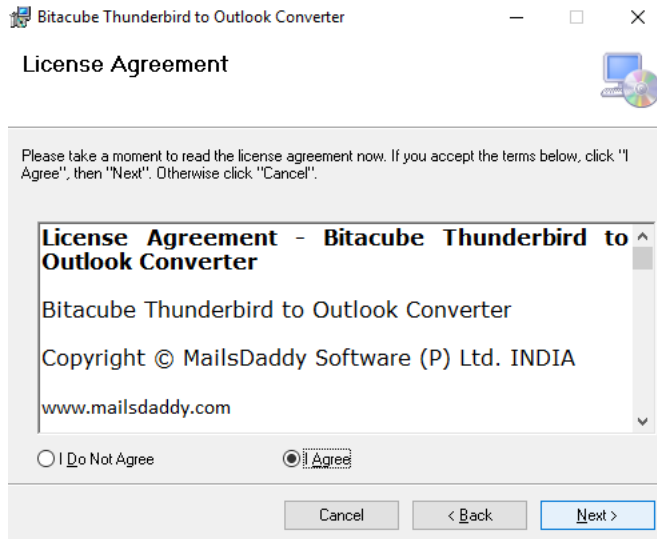 Bitacube Thunderbird to Outlook Converter
License Agreement
Please take a moment to read the license agreement now. If you accept the terms below, click "I
Agree", then "Next". Otherwise click "Cancel".
License Agreement - Bitacube Thunderbird to
Outlook Converter
Bitacube Thunderbird to Outlook Converter
Copyright © MailsDaddy Software (P) Ltd. INDIA
www.mailsdaddy.com
I Do Not Agree
I Agree
Cancel
< Back
Next >